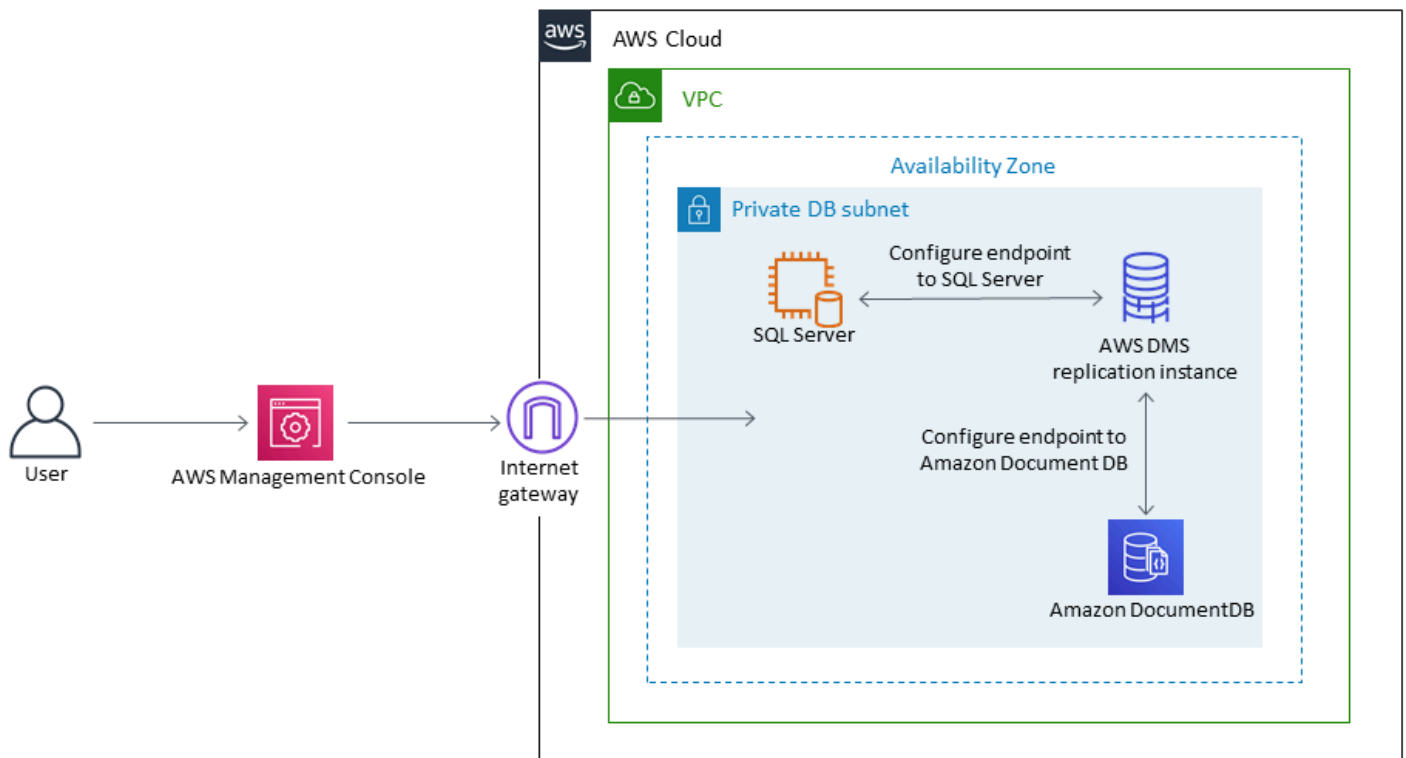 aws
AWS Cloud
VPC
Availability Zone
Private DB subnet
Configure endpoint
to SQL Server
SQL Server
AWS DMS
replication instance
Configure endpoint to
Amazon Document DB
Amazon DocumentDB
User
AWS Management Console
Internet
gateway